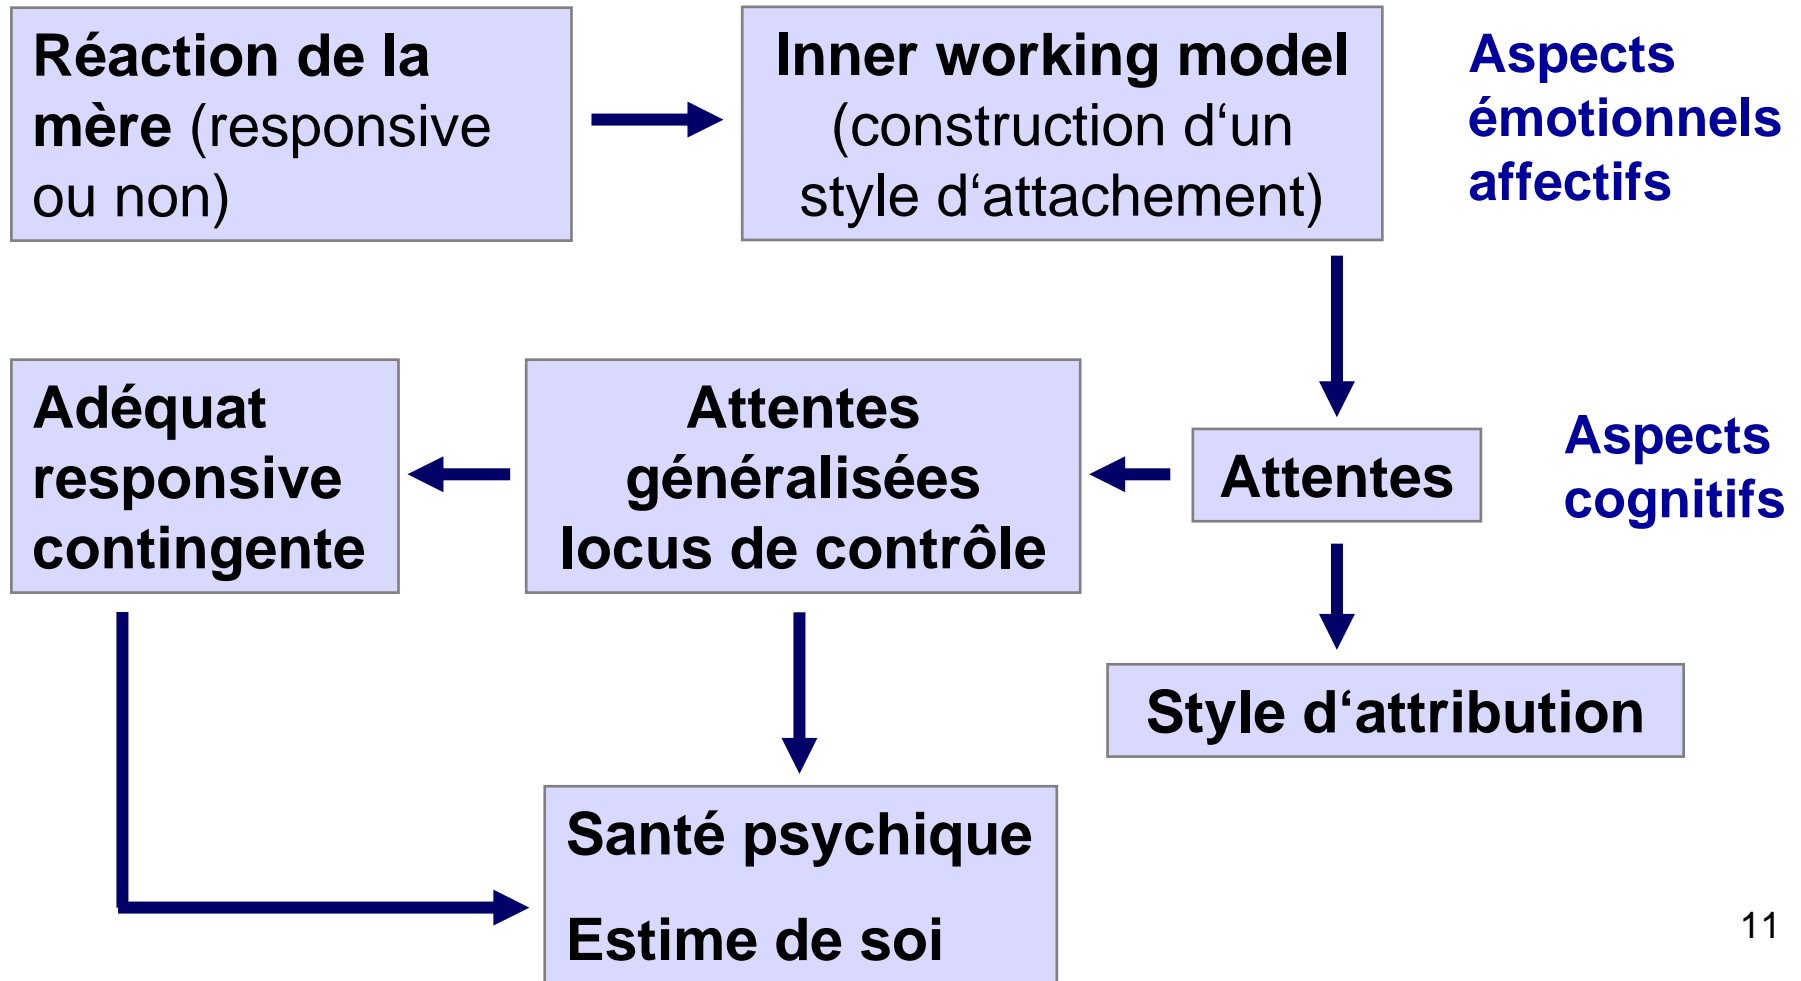 Réaction de la
mère (responsive
ou non)
Inner working model
(construction d‘un
style d‘attachement)
Aspects
émotionnels
affectifs
Adéquat
responsive
contingente
Attentes
généralisées
locus de contrôle
Attentes
Aspects
cognitifs
Style d‘attribution
Santé psychique
Estime de soi
11